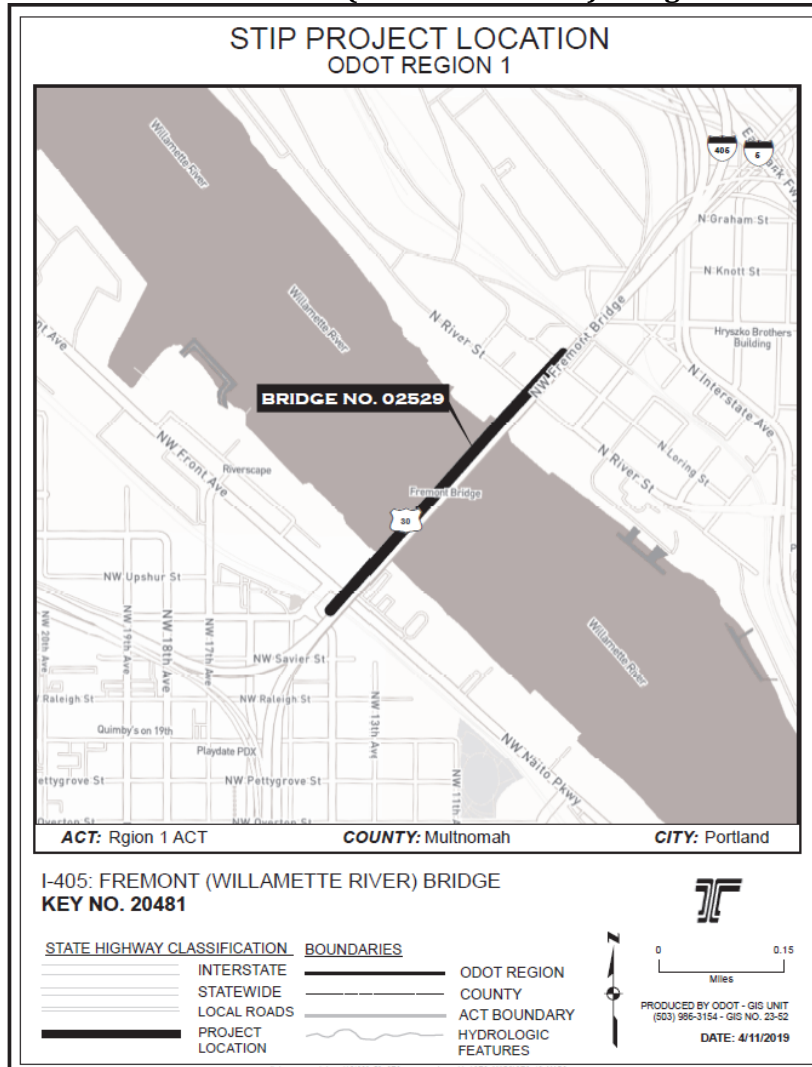 STIP PROJECT LOCATION
ODOT REGION 1
Willamette River
405
5
N Graham St
N Knott St
Willamette River
NW Fremont Bridge
Hryszko Brothers
Building
N River St
N Interstate Ave
BRIDGE NO. 02529
N Loring St
N River St
NW Front Ave
Riverscape
Fremont Bridge
30
NW Upshur St
NW 20th Ave
NW 19th Ave
NW 18th Ave
NW 17th Ave
Willamette River
NW Savier St
Raleigh St
NW Raleigh St
NW 13th Ave
Quimby's on 19th
Playdate PDX
NW Naito Pkwy
ettygrove St
NW Pettygrove St
NW 11th A
Overton St
NW Overton St
ACT: Rgion 1 ACT
COUNTY: Multnomah
CITY: Portland
I-405: FREMONT (WILLAMETTE RIVER) BRIDGE
KEY NO. 20481
STATE HIGHWAY CLASSIFICATION
INTERSTATE
STATEWIDE
LOCAL ROADS
PROJECT
LOCATION
BOUNDARIES
ODOT REGION
COUNTY
ACT BOUNDARY
HYDROLOGIC
FEATURES
N
0 0.15
Miles
PRODUCED BY ODOT - GIS UNIT
(503) 986-3154 - GIS NO. 23-52
DATE: 4/11/2019